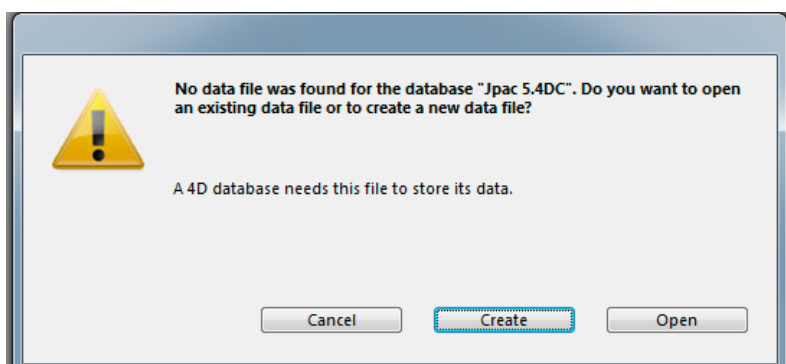 No data file was found for the database "Jpac 5.4DC". Do you want to open
an existing data file or to create a new data file?
A 4D database needs this file to store its data.
Cancel Create Open